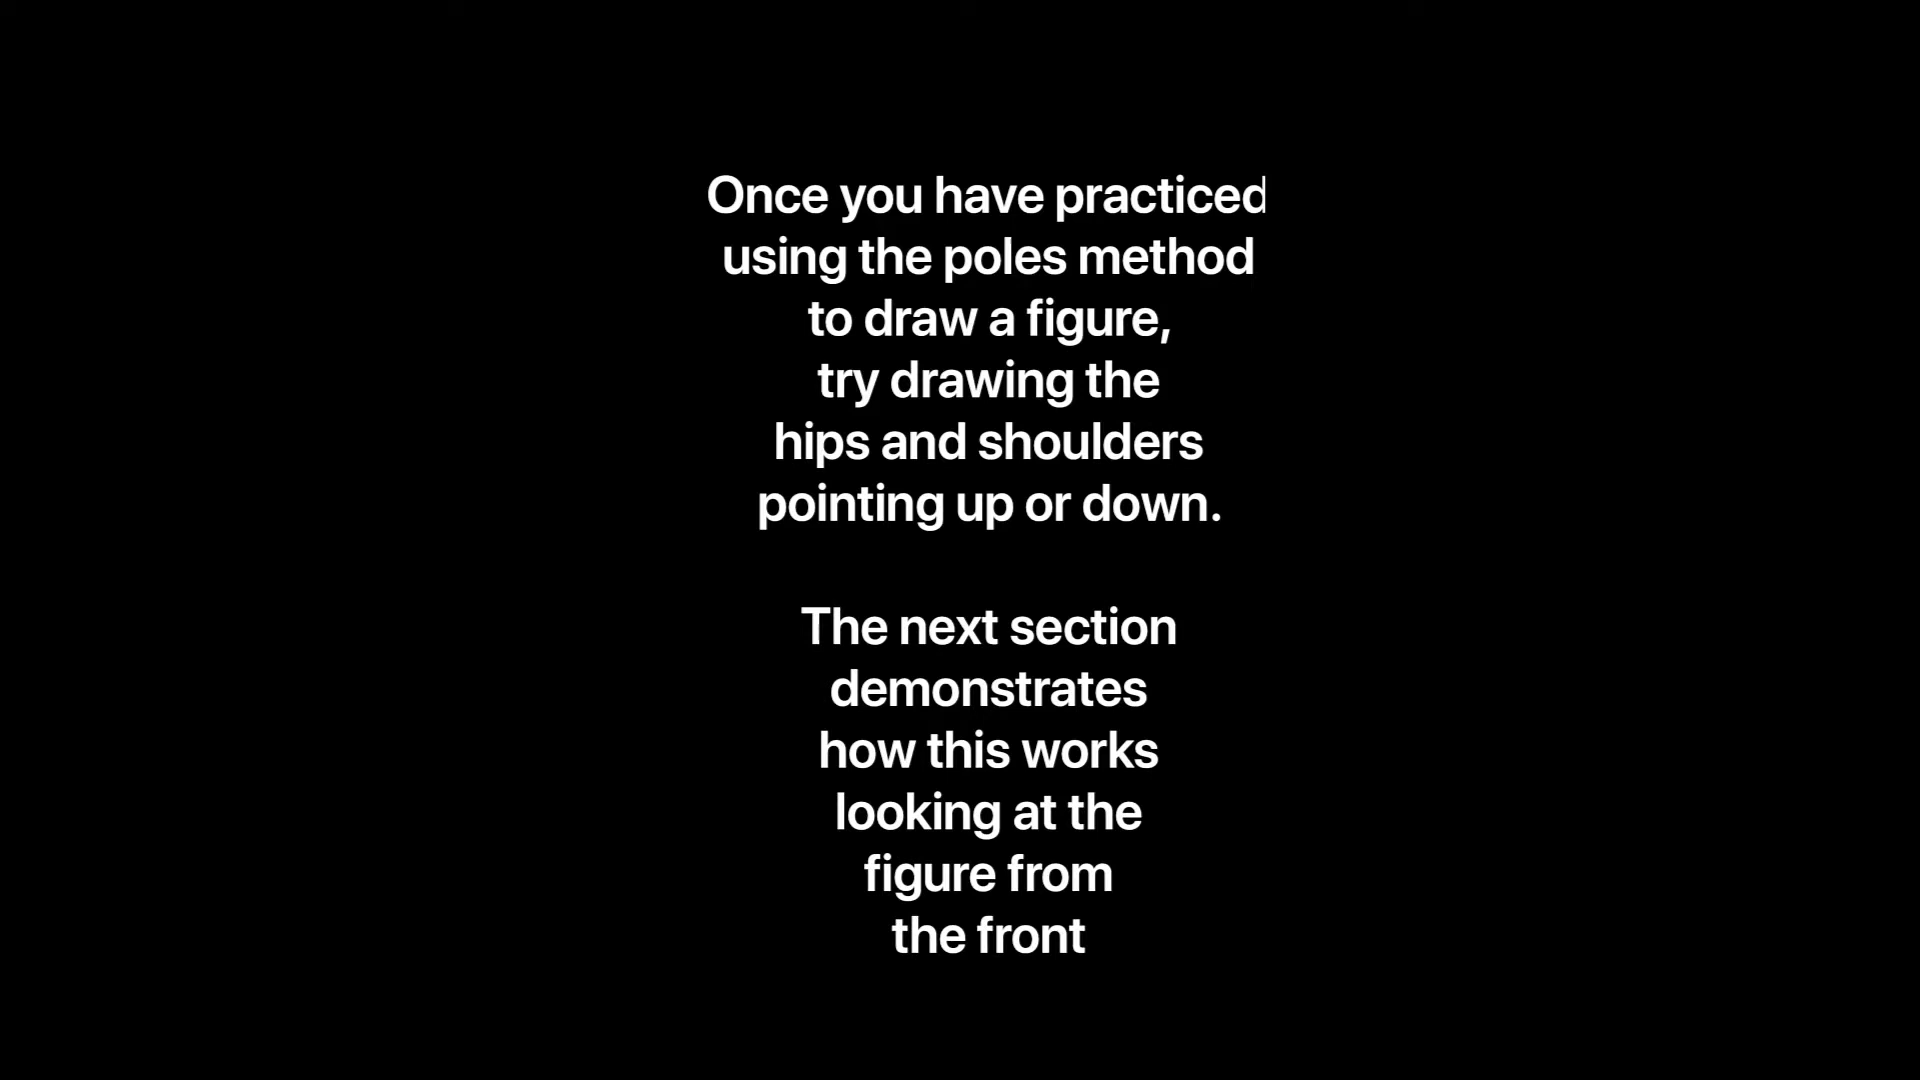 Once you have practiced
using the poles method
to draw a figure,
try drawing the
hips and shoulders
pointing up or down.
The next section
demonstrates
how this works
looking at the
figure from
the front